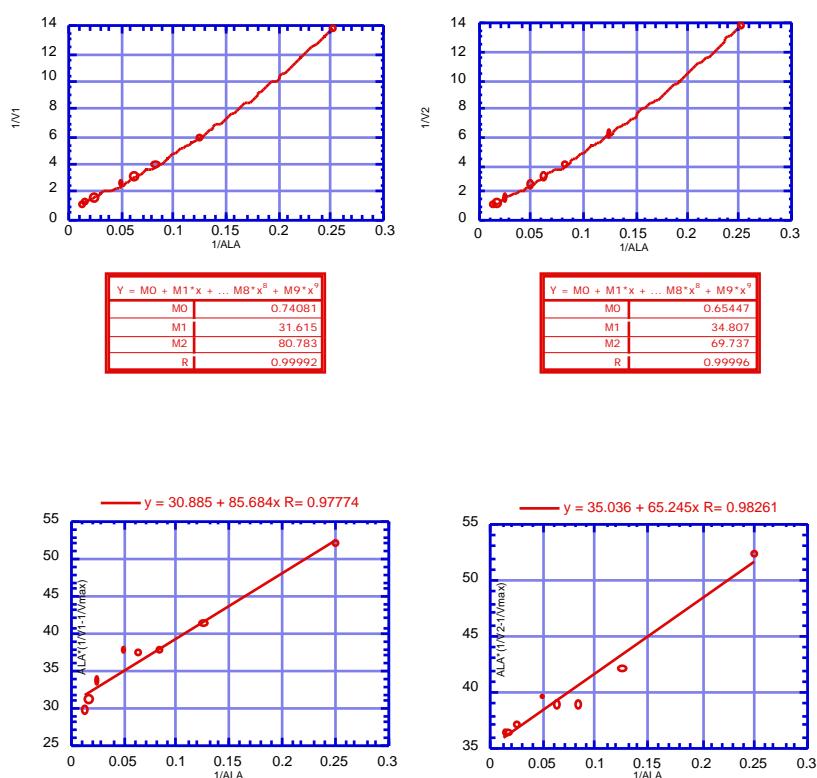 14
12
10
8
6
4
2
0
1/V1
0 0.05 0.1 0.15 0.2 0.25 0.3
1/ALA
14
12
10
8
6
4
2
0
1/V2
0 0.05 0.1 0.15 0.2 0.25 0.3
1/ALA
Y = M0 + M1*x + ... M8*x⁸ + M9*x⁹
M0 0.74081
M1 31.615
M2 80.783
R 0.99992
Y = M0 + M1*x + ... M8*x⁸ + M9*x⁹
M0 0.65447
M1 34.807
M2 69.737
R 0.99996
y = 30.885 + 85.684x R= 0.97774
55
50
45
40
35
30
25
ALA*(1/V1-1/Vmax)
0 0.05 0.1 0.15 0.2 0.25 0.3
1/ALA
y = 35.036 + 65.245x R= 0.98261
55
50
45
40
35
ALA*(1/V2-1/Vmax)
0 0.05 0.1 0.15 0.2 0.25 0.3
1/ALA